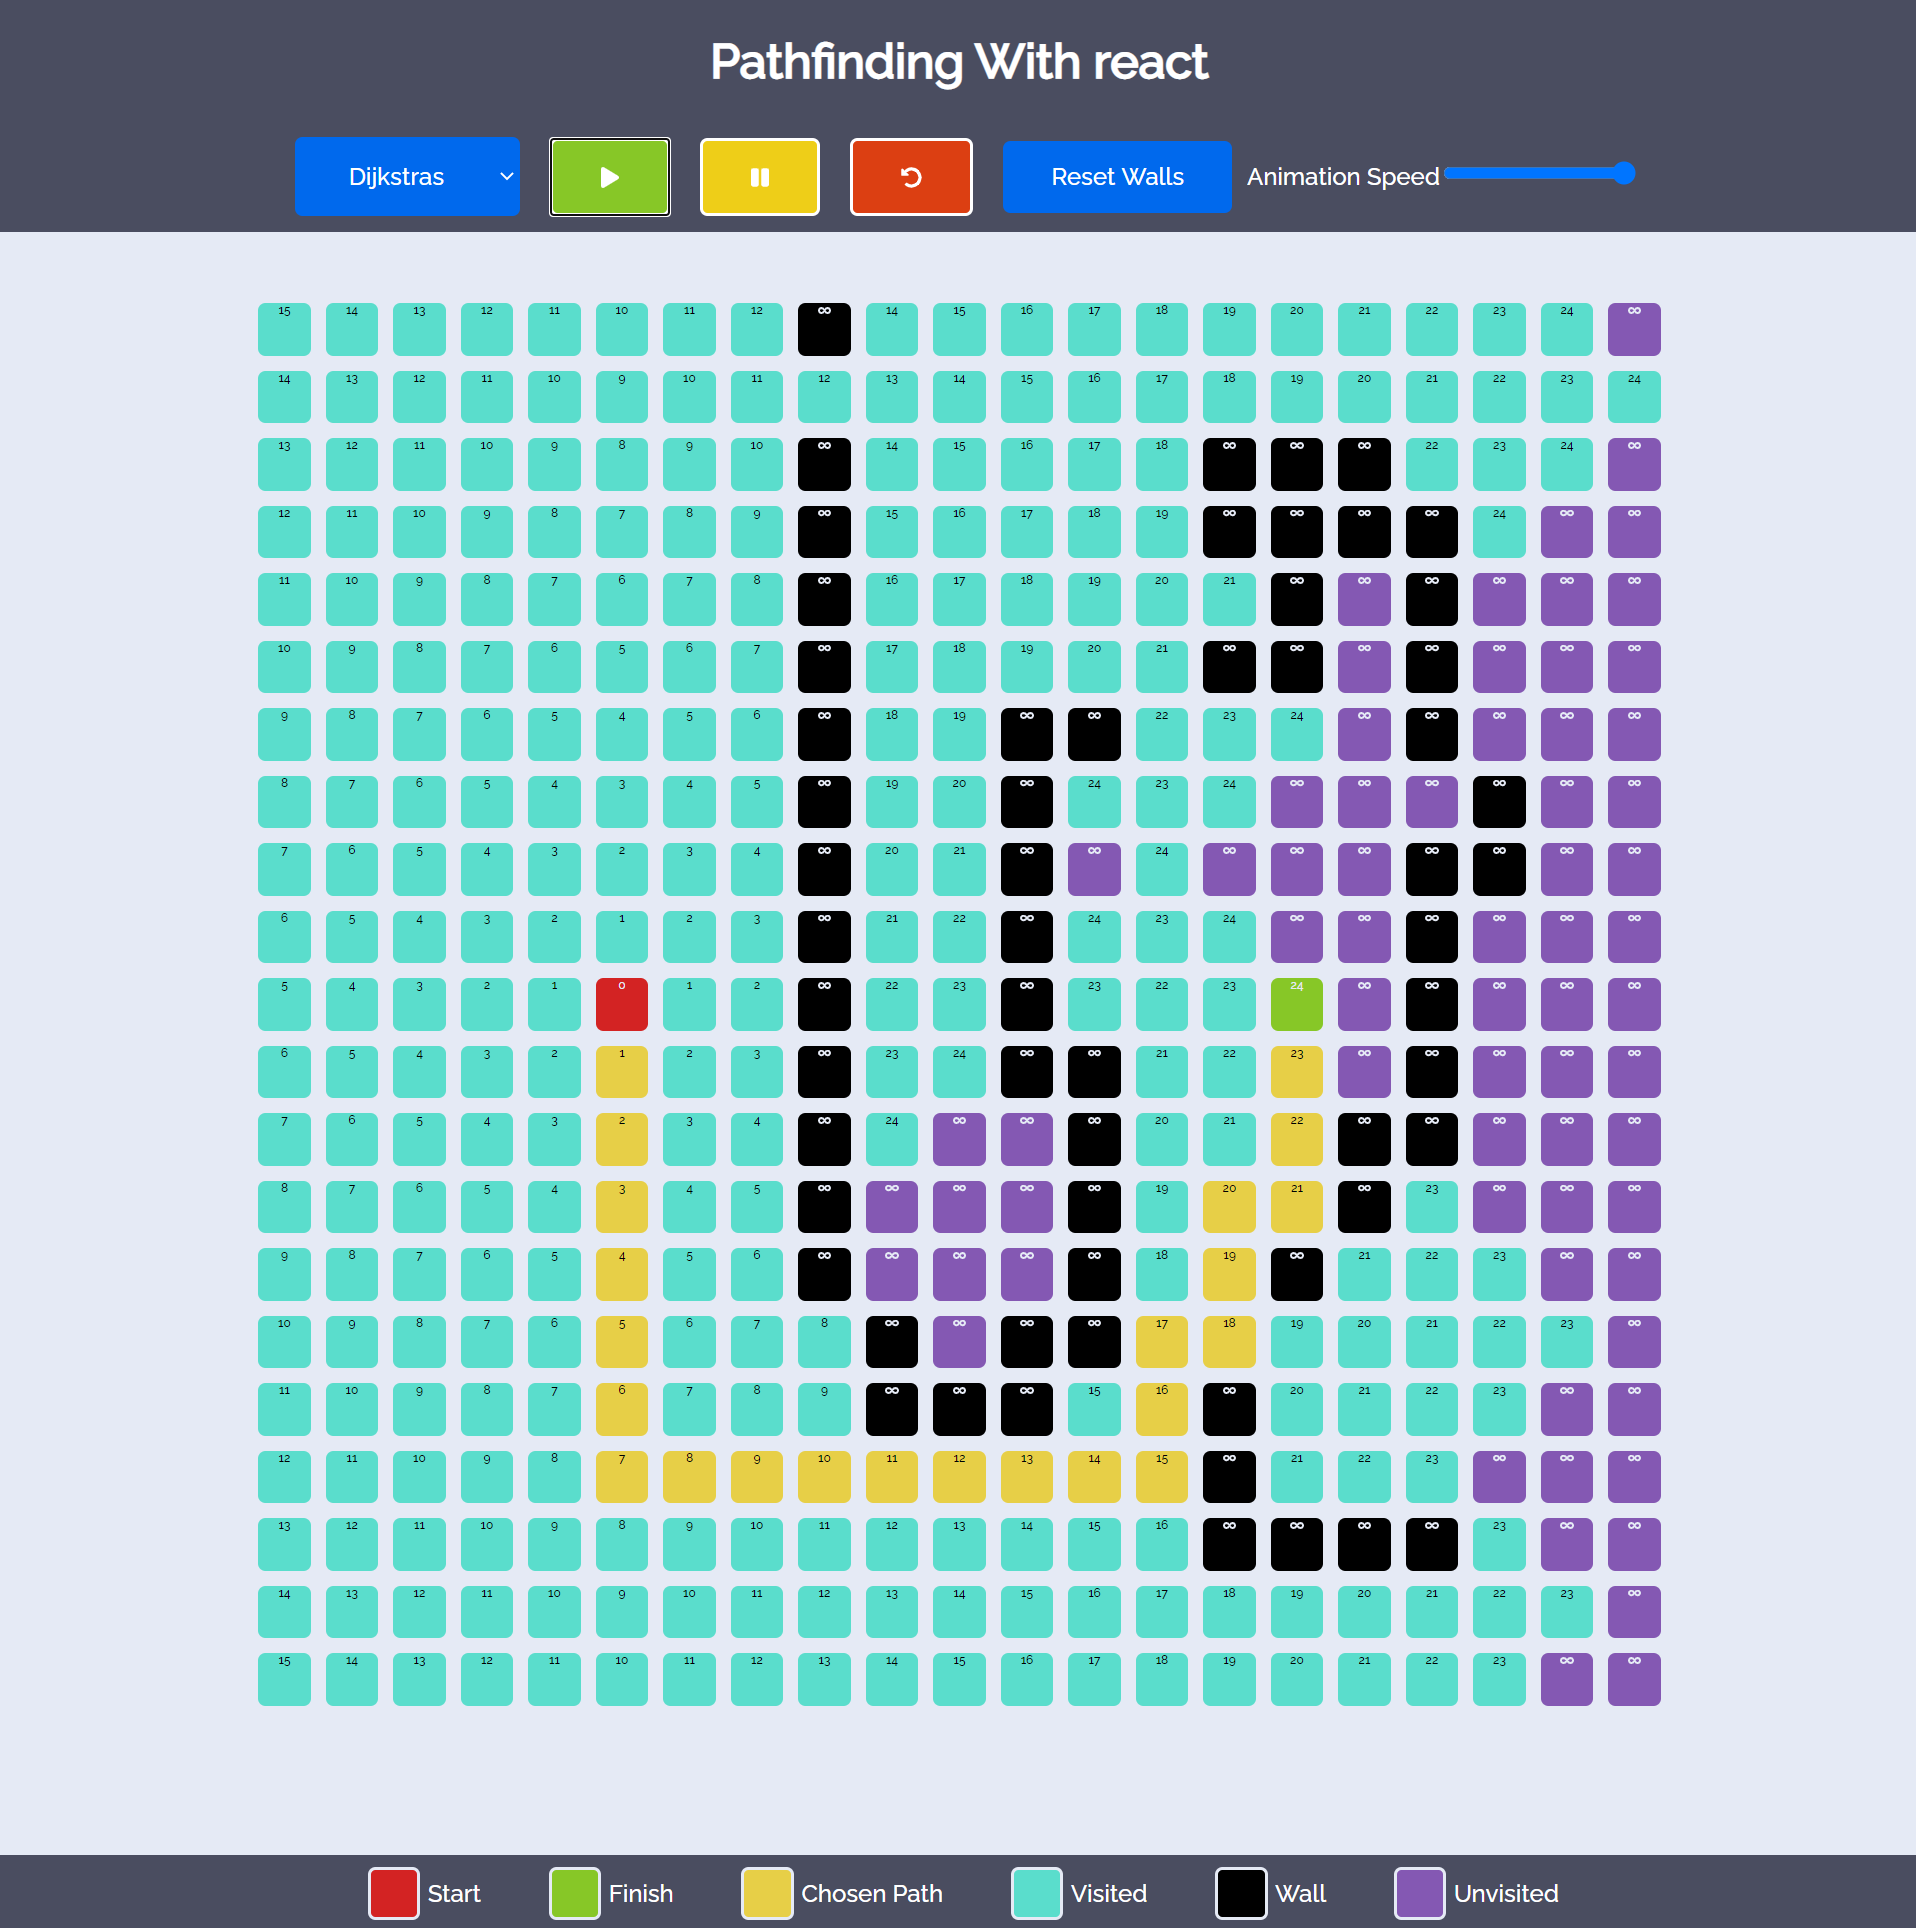 Pathfinding With react
Dijkstras Reset Walls Animation Speed
15 14 13 12 11 10 11 12 ∞ 14 15 16 17 18 19 20 21 22 23 24 ∞
14 13 12 11 10 9 10 11 12 13 14 15 16 17 18 19 20 21 22 23 24
13 12 11 10 9 8 9 10 ∞ 14 15 16 17 18 ∞ ∞ ∞ 22 23 24 ∞
12 11 10 9 8 7 8 9 ∞ 15 16 17 18 19 ∞ ∞ ∞ ∞ 24 ∞ ∞
11 10 9 8 7 6 7 8 ∞ 16 17 18 19 20 21 ∞ ∞ ∞ ∞ ∞ ∞
10 9 8 7 6 5 6 7 ∞ 17 18 19 20 21 ∞ ∞ ∞ ∞ ∞ ∞ ∞
9 8 7 6 5 4 5 6 ∞ 18 19 ∞ ∞ 22 23 24 ∞ ∞ ∞ ∞ ∞
8 7 6 5 4 3 4 5 ∞ 19 20 ∞ 24 23 24 ∞ ∞ ∞ ∞ ∞ ∞
7 6 5 4 3 2 3 4 ∞ 20 21 ∞ ∞ 24 ∞ ∞ ∞ ∞ ∞ ∞ ∞
6 5 4 3 2 1 2 3 ∞ 21 22 ∞ 24 23 24 ∞ ∞ ∞ ∞ ∞ ∞
5 4 3 2 1 0 1 2 ∞ 22 23 ∞ 23 22 23 24 ∞ ∞ ∞ ∞ ∞
6 5 4 3 2 1 2 3 ∞ 23 24 ∞ ∞ 21 22 23 ∞ ∞ ∞ ∞ ∞
7 6 5 4 3 2 3 4 ∞ 24 ∞ ∞ ∞ 20 21 22 ∞ ∞ ∞ ∞ ∞
8 7 6 5 4 3 4 5 ∞ ∞ ∞ ∞ ∞ 19 20 21 ∞ 23 ∞ ∞ ∞
9 8 7 6 5 4 5 6 ∞ ∞ ∞ ∞ ∞ 18 19 ∞ 21 22 23 ∞ ∞
10 9 8 7 6 5 6 7 8 ∞ ∞ ∞ ∞ 17 18 19 20 21 22 23 ∞
11 10 9 8 7 6 7 8 9 ∞ ∞ ∞ 15 16 ∞ 20 21 22 23 ∞ ∞
12 11 10 9 8 7 8 9 10 11 12 13 14 15 ∞ 21 22 23 ∞ ∞ ∞
13 12 11 10 9 8 9 10 11 12 13 14 15 16 ∞ ∞ ∞ ∞ 23 ∞ ∞
14 13 12 11 10 9 10 11 12 13 14 15 16 17 18 19 20 21 22 23 ∞
15 14 13 12 11 10 11 12 13 14 15 16 17 18 19 20 21 22 23 ∞ ∞
Start Finish Chosen Path Visited Wall Unvisited